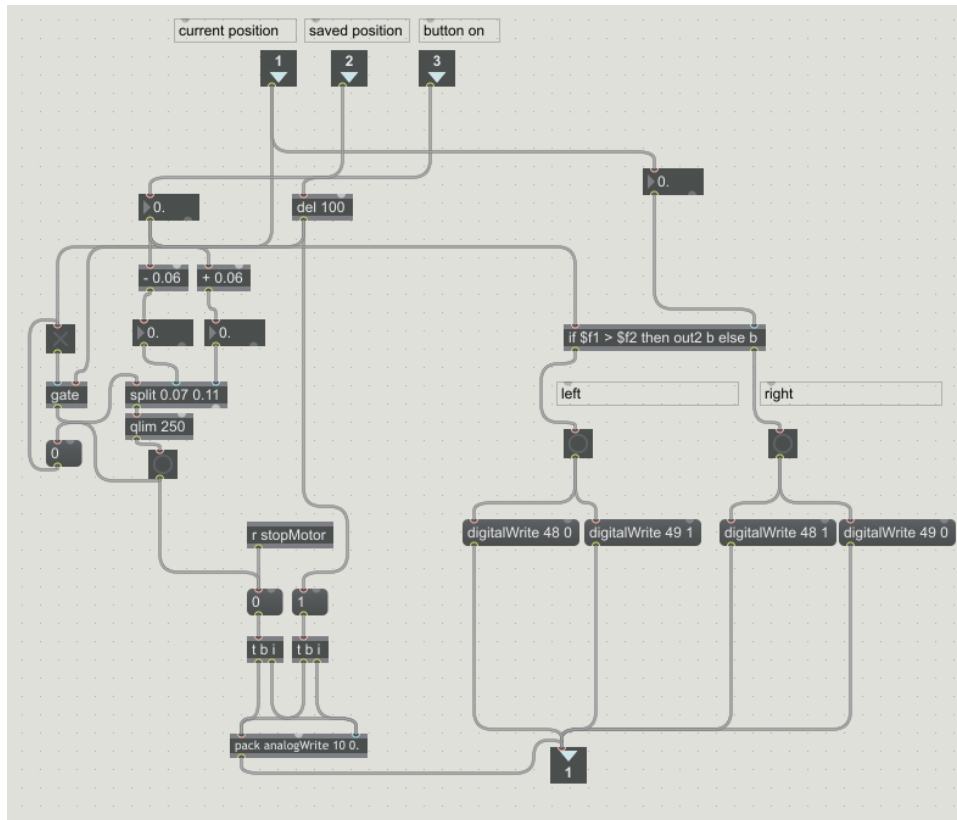 current position
saved position
button on
1
2
3
0.
0.
del 100
- 0.06
+ 0.06
0.
0.
if $f1 > $f2 then out2 b else b
gate
split 0.07 0.11
left
right
qlim 250
0
r stopMotor
digitalWrite 48 0
digitalWrite 49 1
digitalWrite 48 1
digitalWrite 49 0
0
1
t b i
t b i
pack analogWrite 10 0.
1